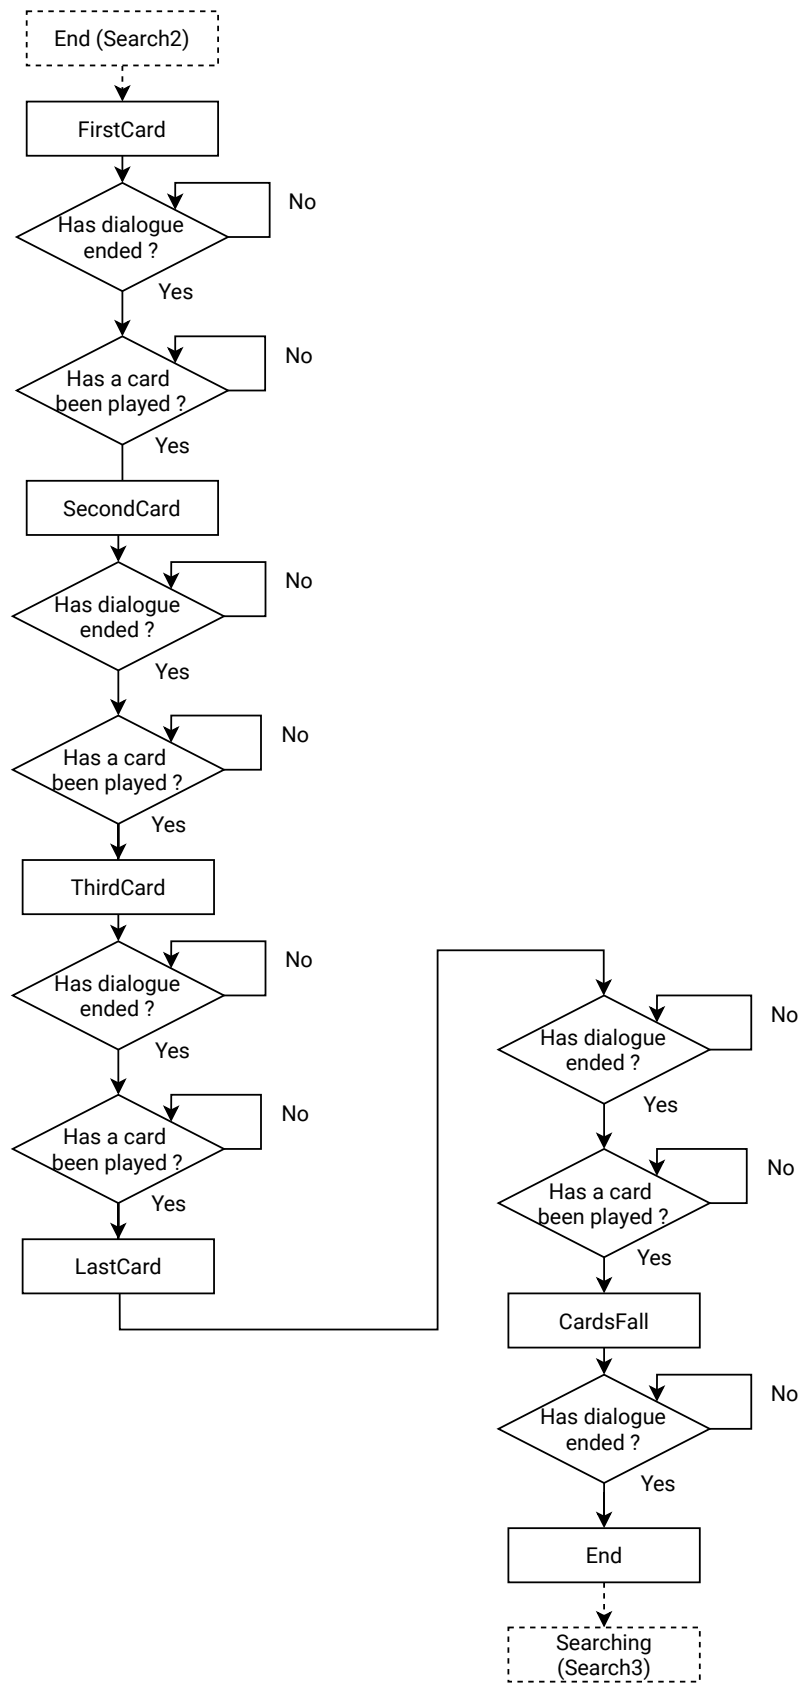 End (Search2)
FirstCard
No
Has dialogue
ended ?
Yes
No
Has a card
been played ?
Yes
SecondCard
No
Has dialogue
ended ?
Yes
No
Has a card
been played ?
Yes
ThirdCard
No
Has dialogue
ended ?
Yes
No
Has a card
been played ?
Yes
LastCard
No
Has dialogue
ended ?
Yes
No
Has a card
been played ?
Yes
CardsFall
No
Has dialogue
ended ?
Yes
End
Searching
(Search3)